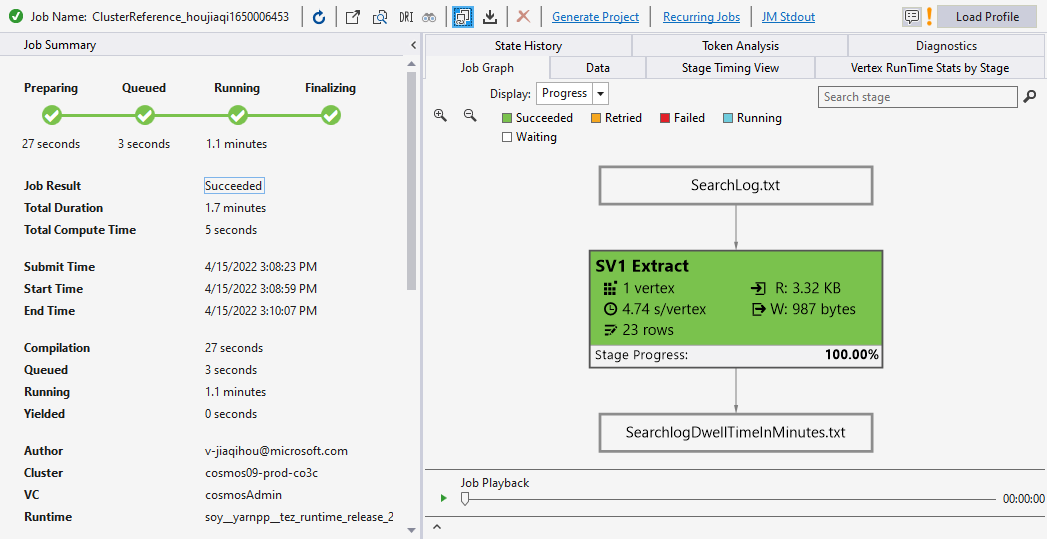 Job Name: ClusterReference_houjiaqi1650006453
DRI
Generate Project
Recurring Jobs
JM Stdout
Load Profile
Job Summary
Preparing Queued Running Finalizing
27 seconds 3 seconds 1.1 minutes
Job Result Succeeded
Total Duration 1.7 minutes
Total Compute Time 5 seconds
Submit Time 4/15/2022 3:08:23 PM
Start Time 4/15/2022 3:08:59 PM
End Time 4/15/2022 3:10:07 PM
Compilation 27 seconds
Queued 3 seconds
Running 1.1 minutes
Yielded 0 seconds
Author v-jiaqihou@microsoft.com
Cluster cosmos09-prod-co3c
VC cosmosAdmin
Runtime soy__yarnpp__tez_runtime_release_2
State History Token Analysis Diagnostics
Job Graph Data Stage Timing View Vertex RunTime Stats by Stage
Display: Progress
Search stage
Succeeded Retried Failed Running
Waiting
SearchLog.txt
SV1 Extract
1 vertex R: 3.32 KB
4.74 s/vertex W: 987 bytes
23 rows
Stage Progress: 100.00%
SearchlogDwellTimeInMinutes.txt
Job Playback
00:00:00